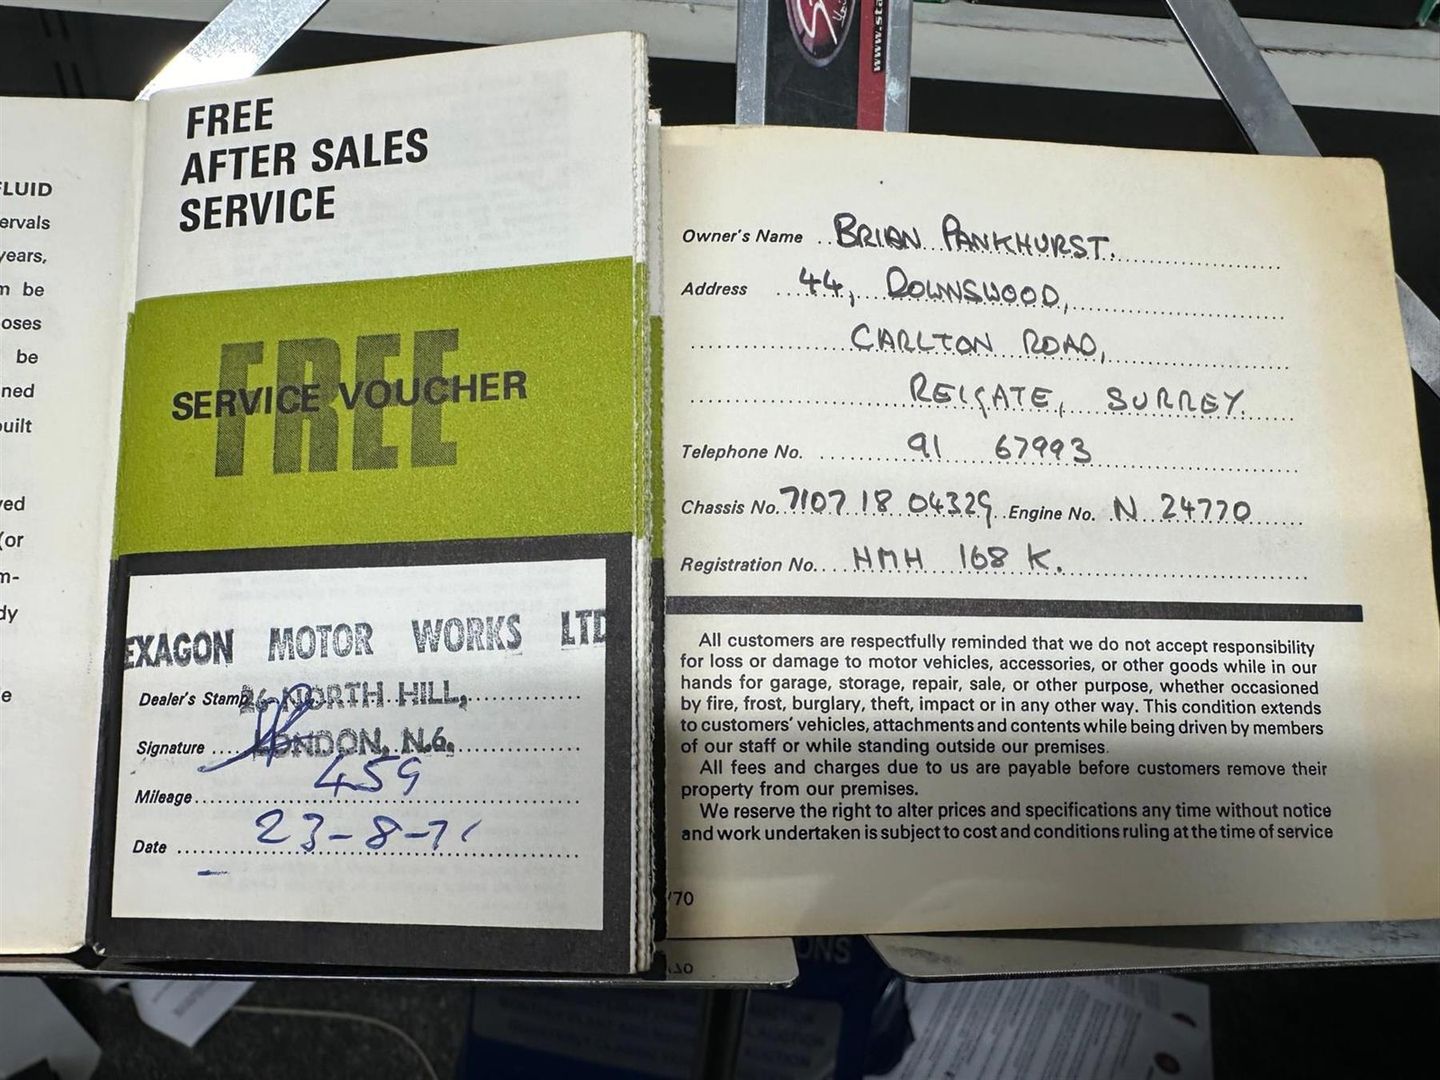 FLUID
ervals
years,
m be
oses
be
ned
built
ved
(or
m-
dy
e
FREE
AFTER SALES
SERVICE
FREE
SERVICE VOUCHER
EXAGON MOTOR WORKS LTD
Dealer's Stamp 26 NORTH HILL,
Signature LONDON, N.6.
Mileage 459
Date 23-8-71
www.sta
Owner's Name BRIAN PANKHURST.
Address 44, DOWNSWOOD,
CARLTON ROAD,
REIGATE, SURREY.
Telephone No. 91 67993
Chassis No. 7107 18 04329 Engine No. N 24770
Registration No. HMH 168 K.
All customers are respectfully reminded that we do not accept responsibility
for loss or damage to motor vehicles, accessories, or other goods while in our
hands for garage, storage, repair, sale, or other purpose, whether occasioned
by fire, frost, burglary, theft, impact or in any other way. This condition extends
to customers' vehicles, attachments and contents while being driven by members
of our staff or while standing outside our premises.
All fees and charges due to us are payable before customers remove their
property from our premises.
We reserve the right to alter prices and specifications any time without notice
and work undertaken is subject to cost and conditions ruling at the time of service
/70
ONS